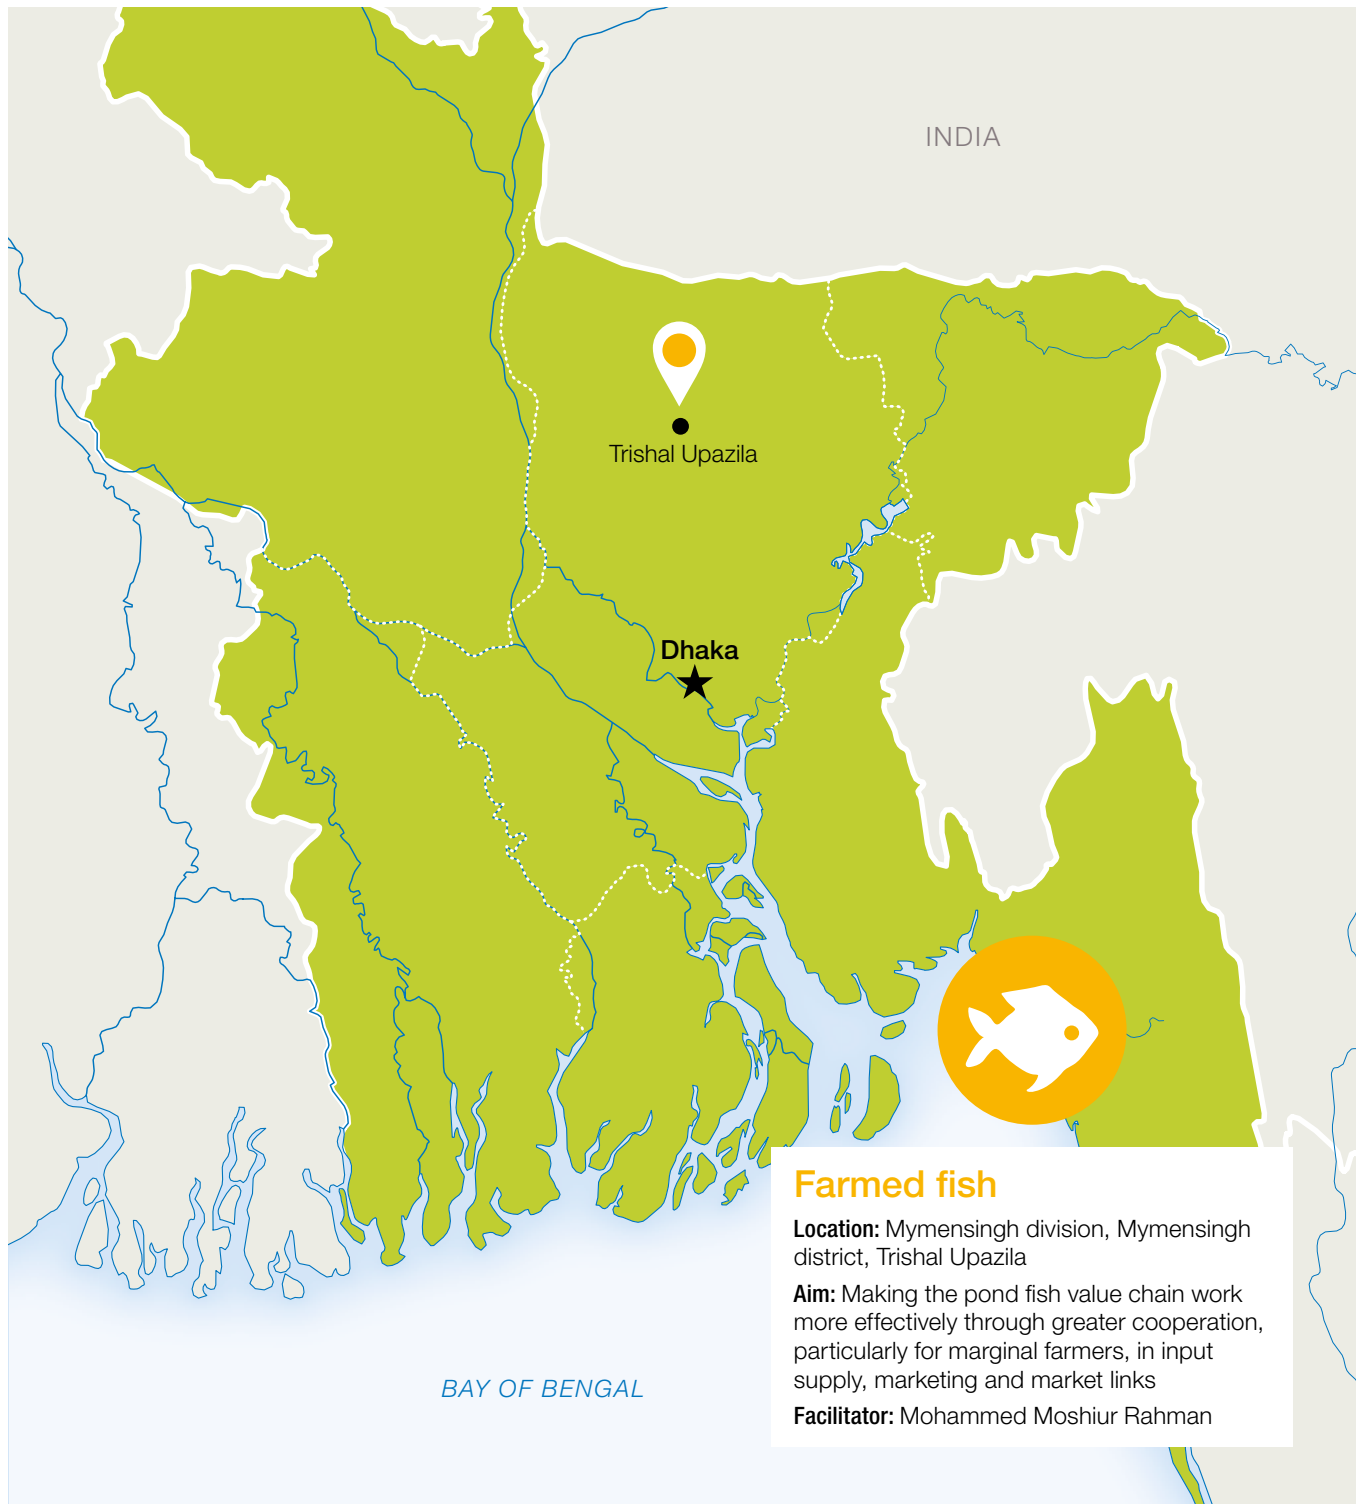 INDIA
Trishal Upazila
Dhaka
Farmed fish
Location: Mymensingh division, Mymensingh
district, Trishal Upazila
Aim: Making the pond fish value chain work
more effectively through greater cooperation,
particularly for marginal farmers, in input
supply, marketing and market links
Facilitator: Mohammed Moshiur Rahman
BAY OF BENGAL